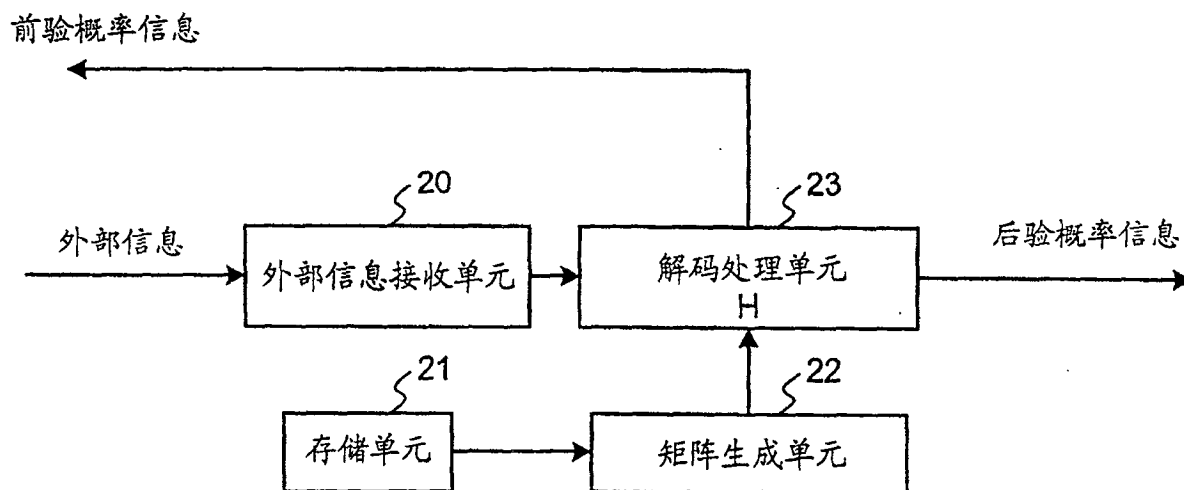 前验概率信息
20
23
外部信息
后验概率信息
外部信息接收单元
解码处理单元
H
21
22
存储单元
矩阵生成单元